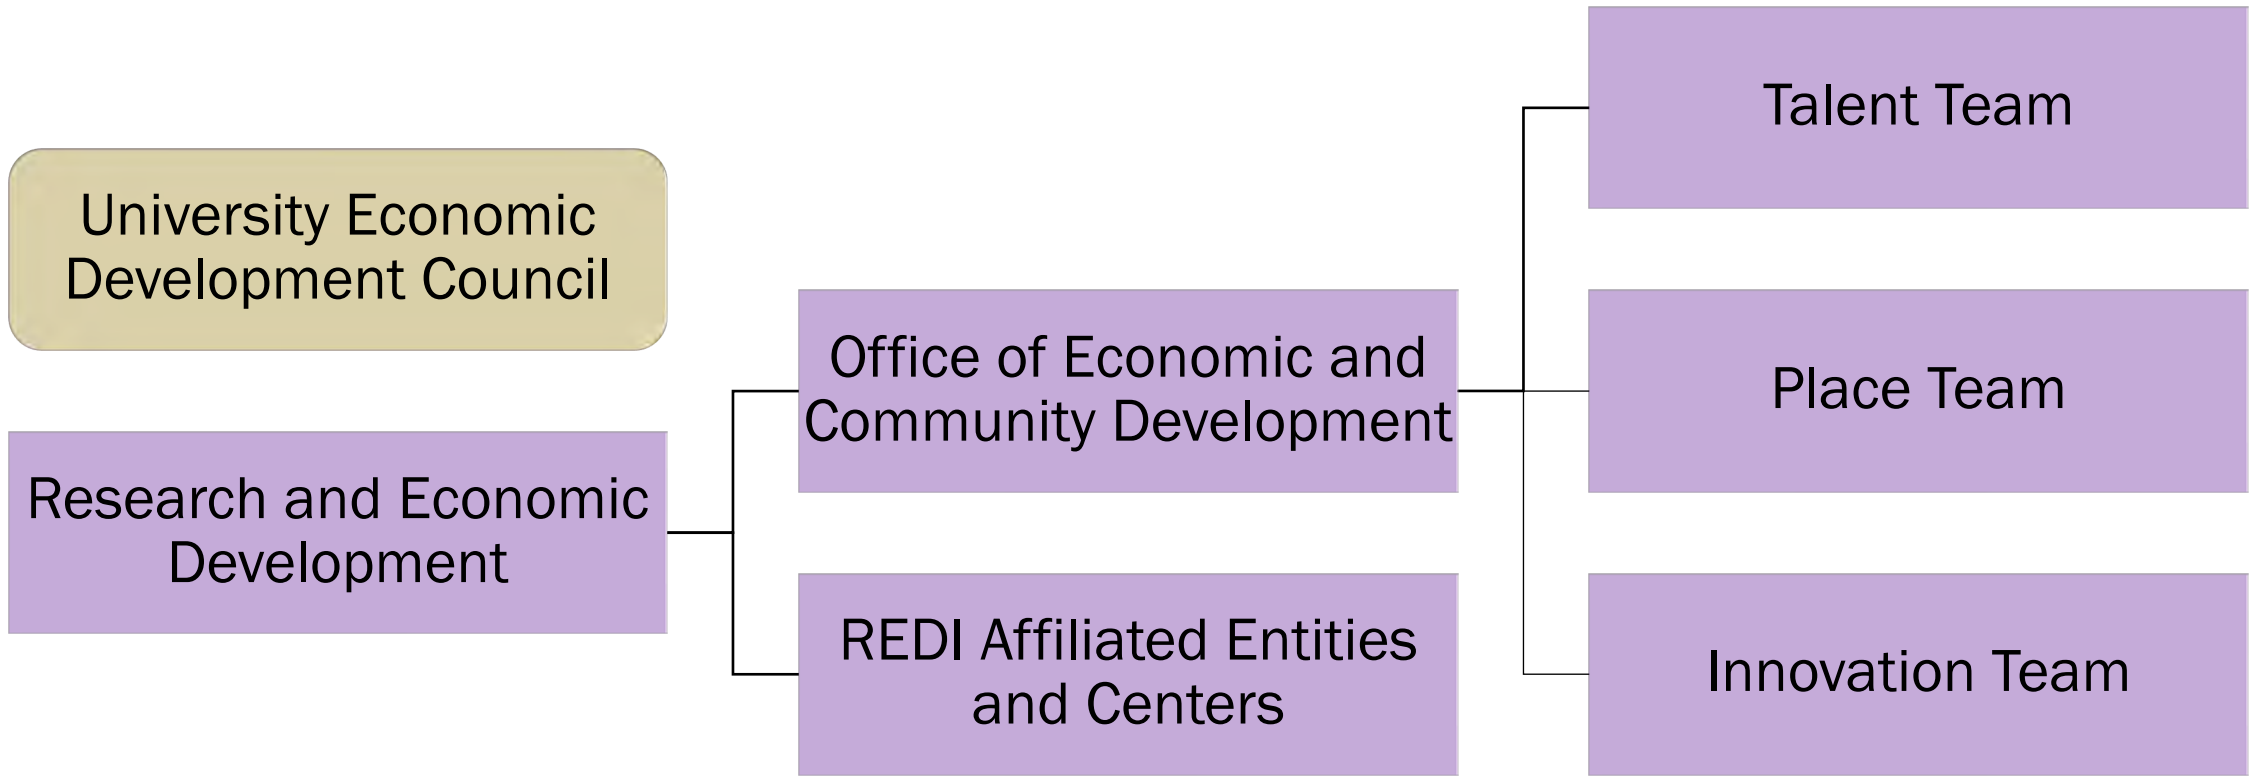 University Economic
Development Council
Research and Economic
Development
Office of Economic and
Community Development
REDI Affiliated Entities
and Centers
Talent Team
Place Team
Innovation Team